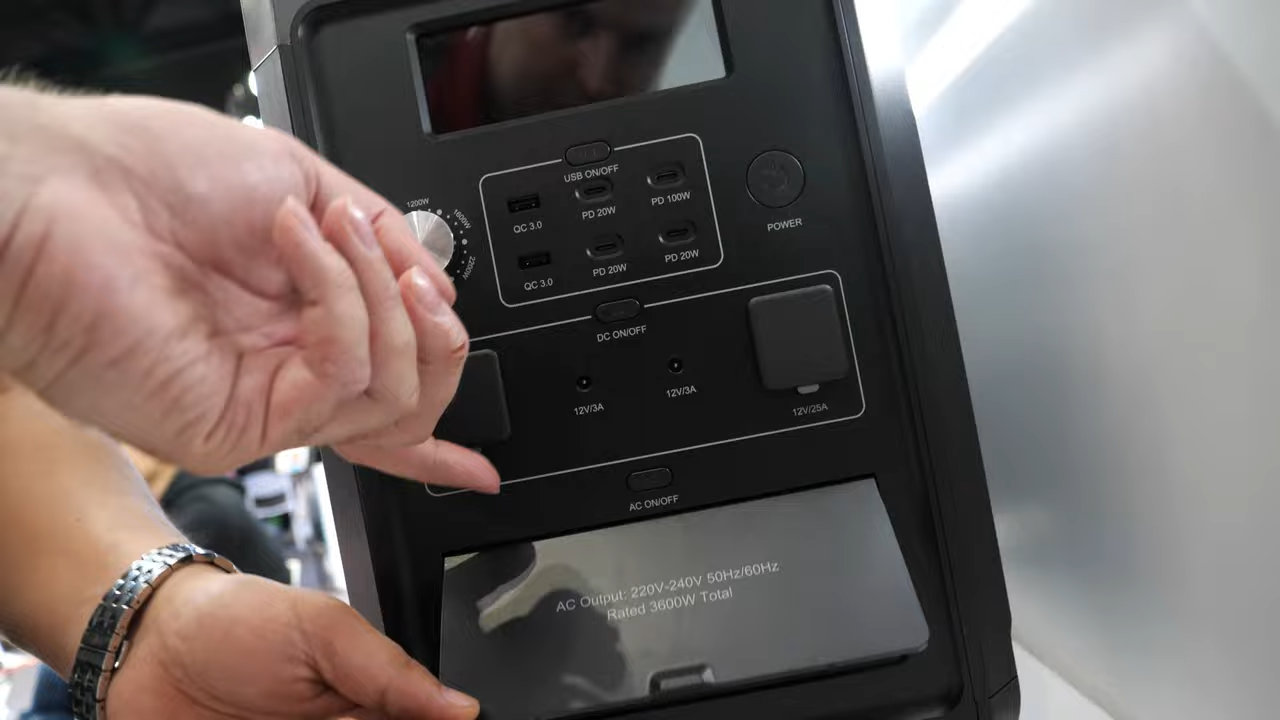 USB ON/OFF
1200W
1600W
2200W
QC 3.0
PD 20W
PD 100W
QC 3.0
PD 20W
PD 20W
POWER
DC ON/OFF
12V/3A
12V/3A
12V/25A
AC ON/OFF
AC Output: 220V-240V 50Hz/60Hz
Rated 3600W Total